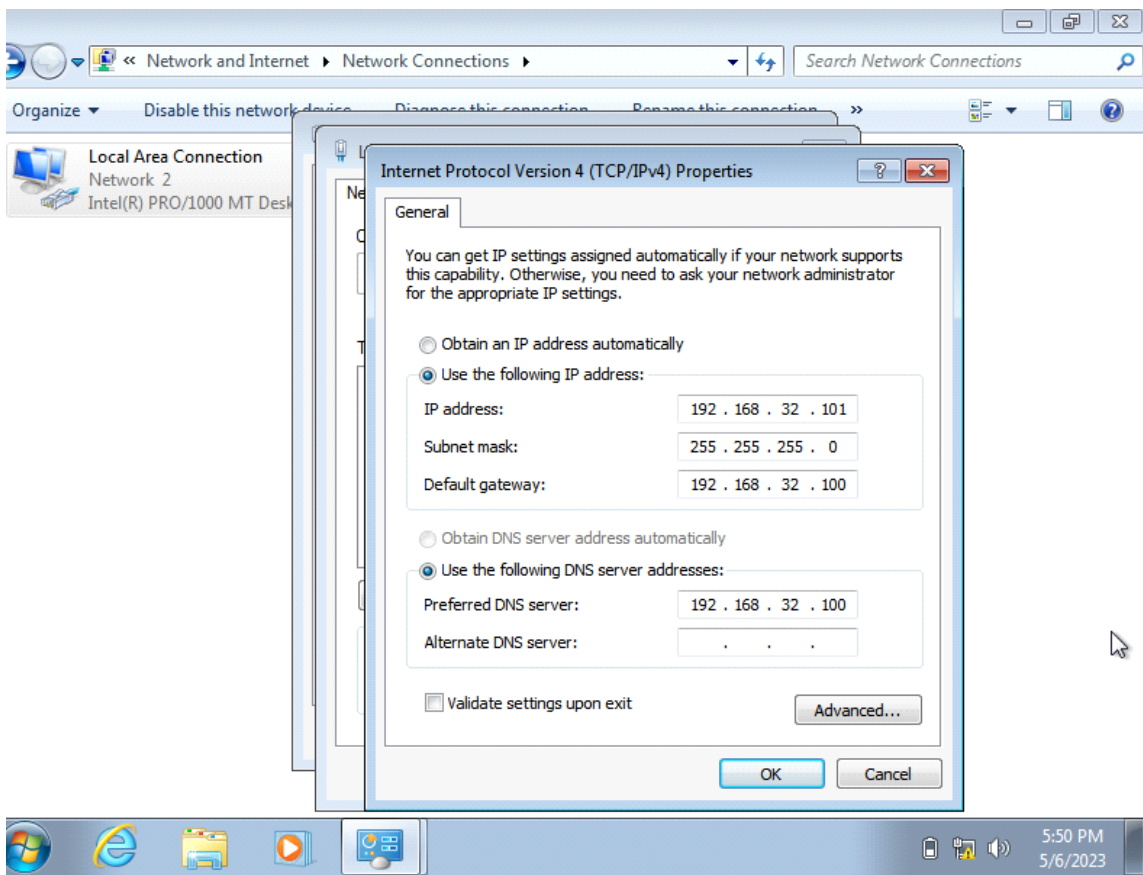 « Network and Internet ▸ Network Connections ▸
Search Network Connections
Organize
Disable this network device
Diagnose this connection
Rename this connection
»
Local Area Connection
Network 2
Intel(R) PRO/1000 MT Desk
Internet Protocol Version 4 (TCP/IPv4) Properties
General
You can get IP settings assigned automatically if your network supports
this capability. Otherwise, you need to ask your network administrator
for the appropriate IP settings.
Obtain an IP address automatically
Use the following IP address:
IP address: 192 . 168 . 32 . 101
Subnet mask: 255 . 255 . 255 . 0
Default gateway: 192 . 168 . 32 . 100
Obtain DNS server address automatically
Use the following DNS server addresses:
Preferred DNS server: 192 . 168 . 32 . 100
Alternate DNS server: . . .
Validate settings upon exit
Advanced...
OK
Cancel
5:50 PM
5/6/2023